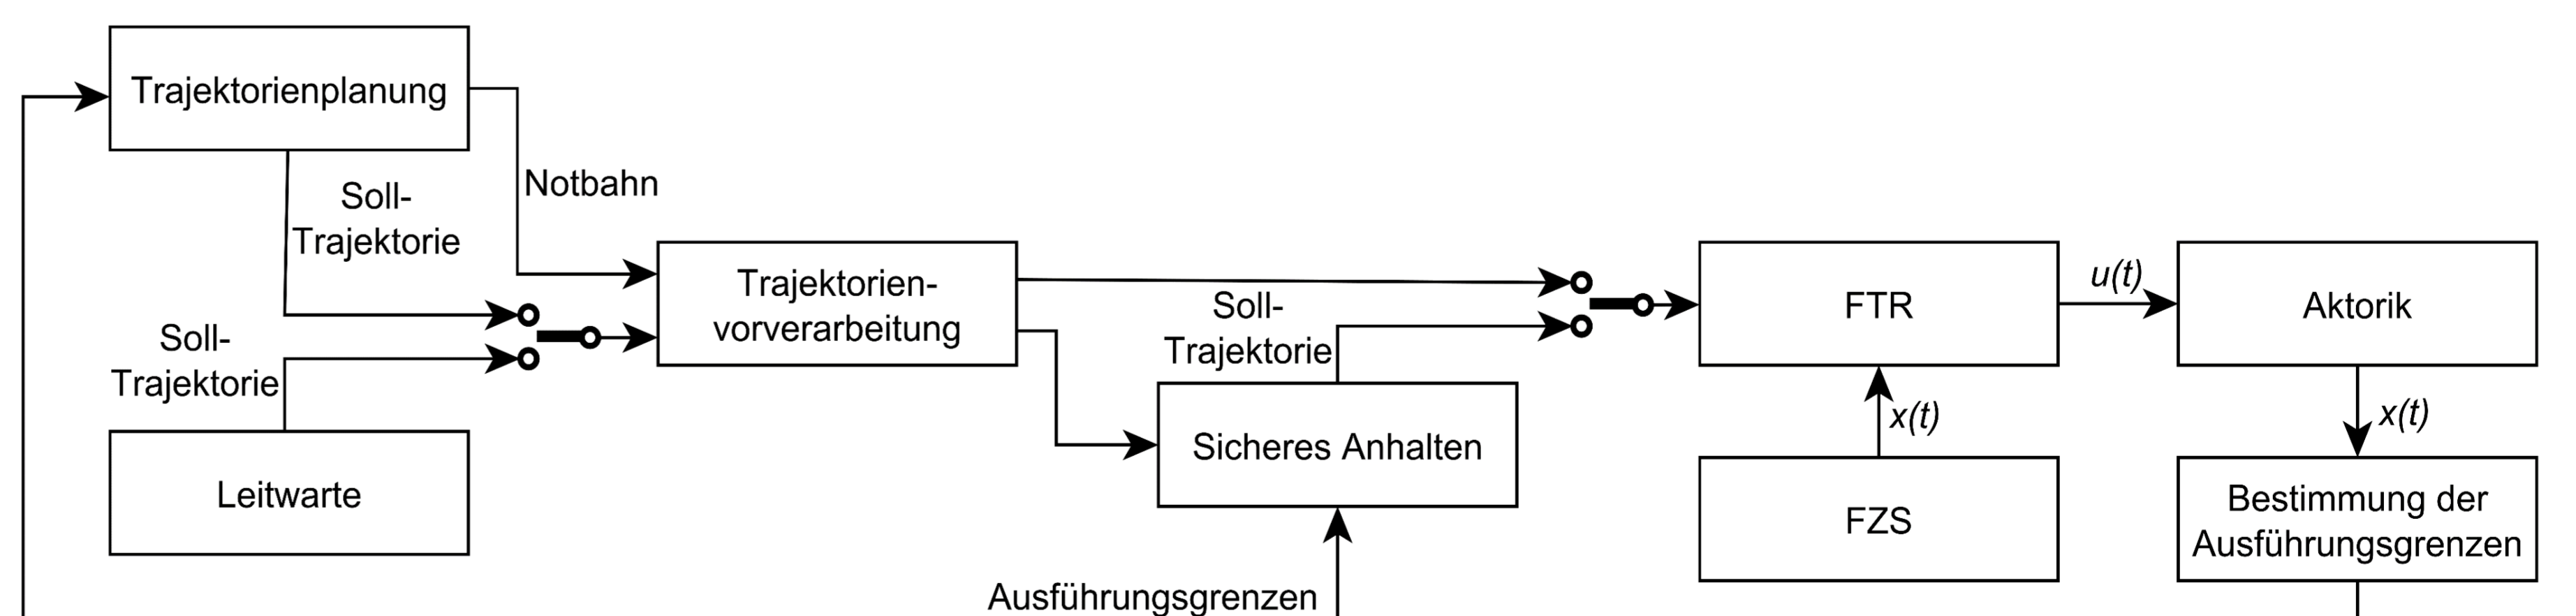 Trajektorienplanung
Notbahn
Soll-
Trajektorie
Soll-
Trajektorie
Leitwarte
Trajektorien-
vorverarbeitung
Soll-
Trajektorie
Sicheres Anhalten
Ausführungsgrenzen
FTR
u(t)
Aktorik
x(t)
x(t)
FZS
Bestimmung der
Ausführungsgrenzen